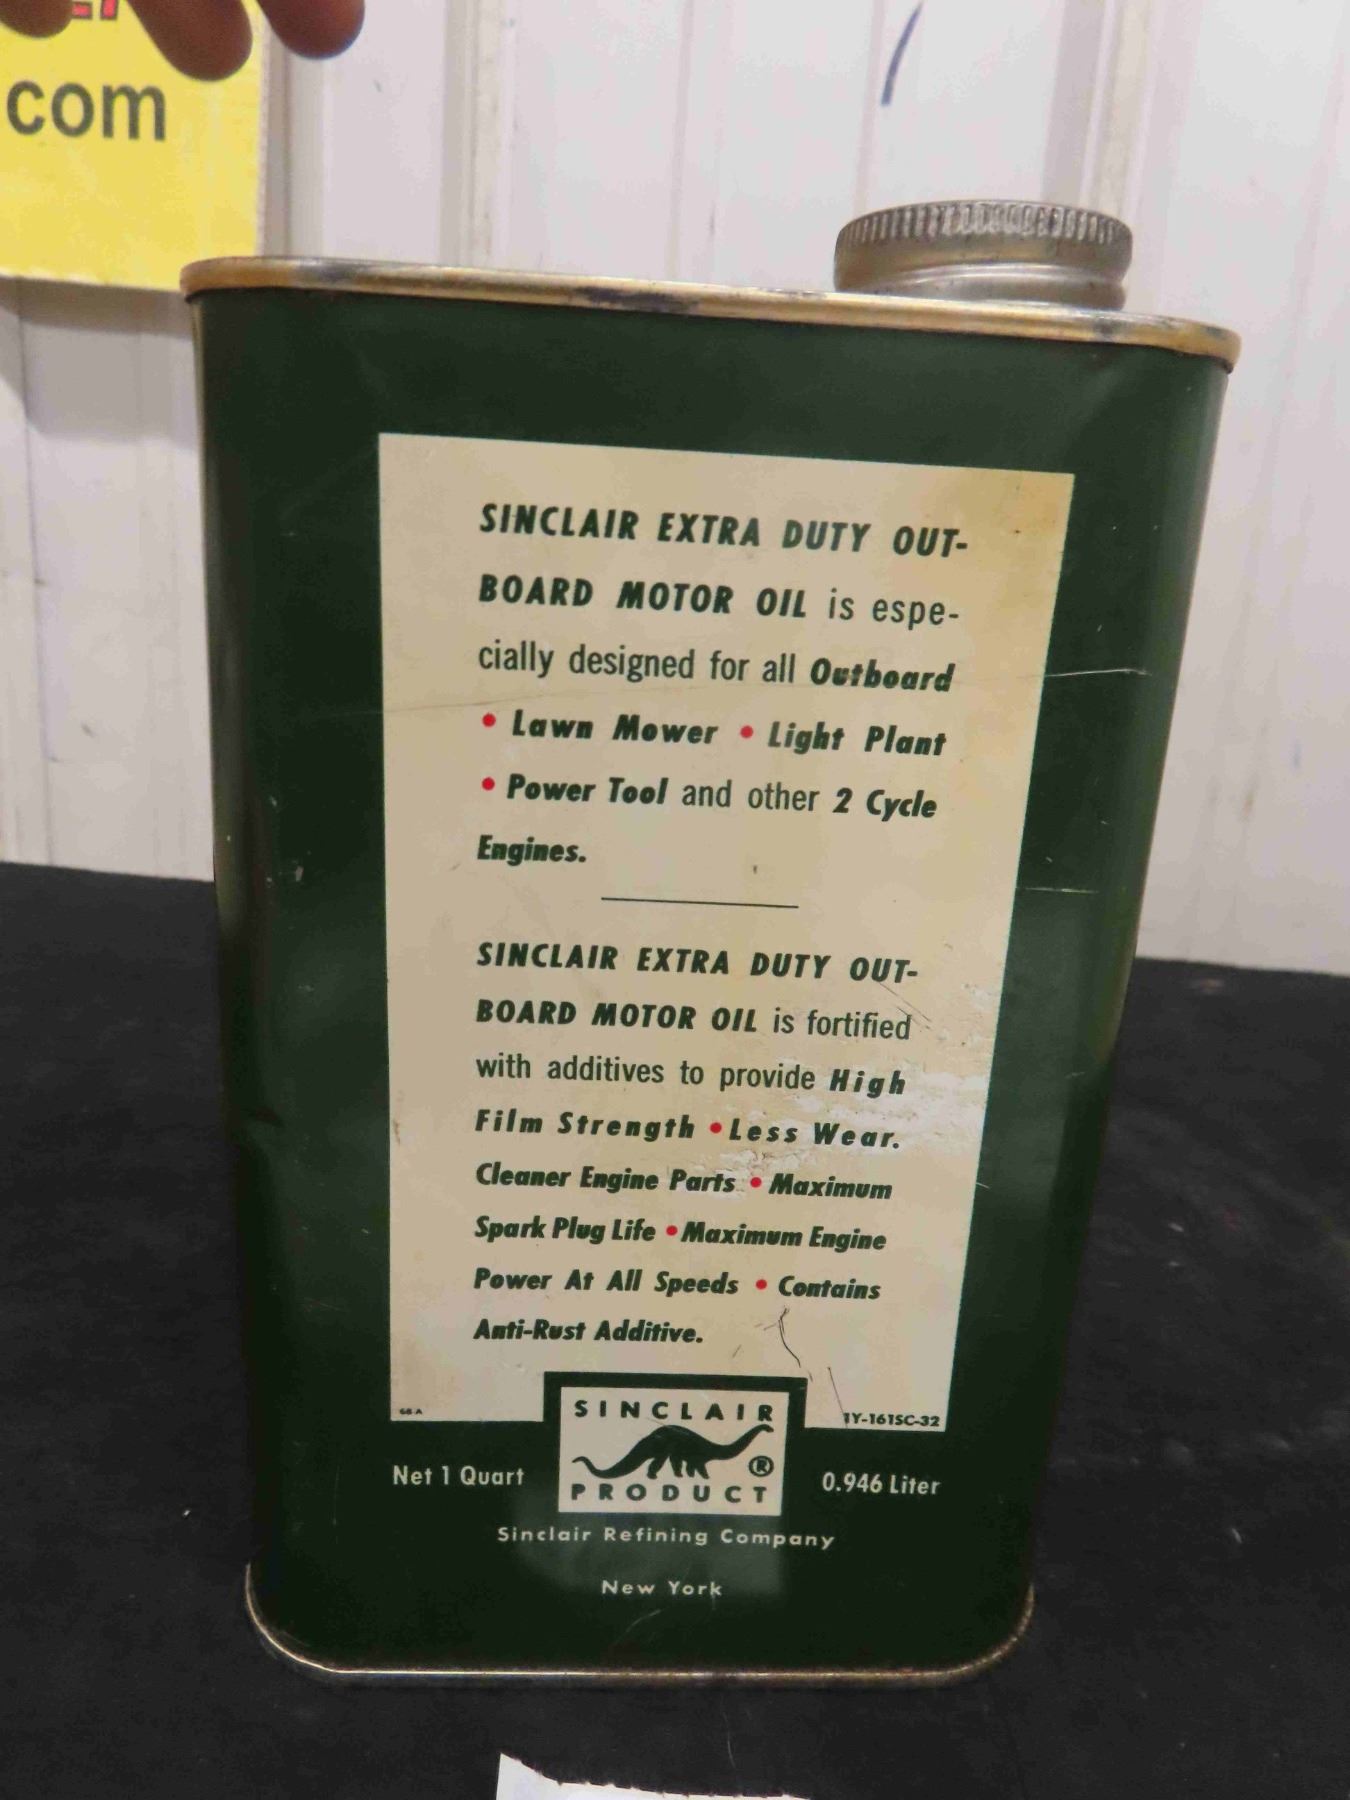 com
SINCLAIR EXTRA DUTY OUT-
BOARD MOTOR OIL is espe-
cially designed for all Outboard
• Lawn Mower • Light Plant
• Power Tool and other 2 Cycle
Engines.
SINCLAIR EXTRA DUTY OUT-
BOARD MOTOR OIL is fortified
with additives to provide High
Film Strength • Less Wear.
Cleaner Engine Parts • Maximum
Spark Plug Life • Maximum Engine
Power At All Speeds • Contains
Anti-Rust Additive.
1Y-161SC-32
SINCLAIR
®
PRODUCT
Net 1 Quart
0.946 Liter
Sinclair Refining Company
New York